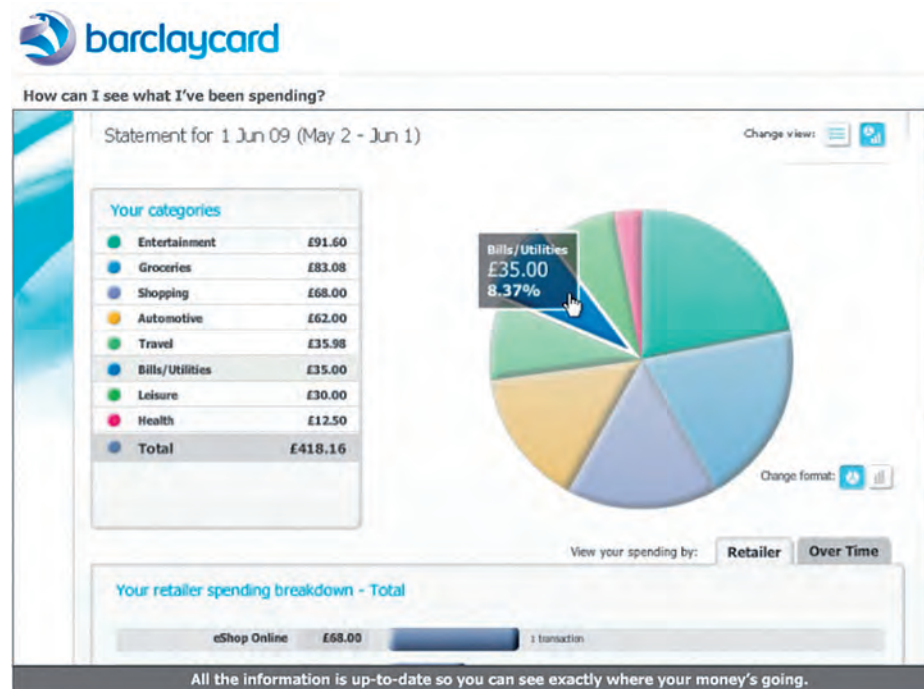 barclaycard
How can I see what I've been spending?
Statement for 1 Jun 09 (May 2 - Jun 1)
Change view:
Your categories
Entertainment £91.60
Groceries £83.08
Shopping £68.00
Automotive £62.00
Travel £35.98
Bills/Utilities £35.00
Leisure £30.00
Health £12.50
Total £418.16
Bills/Utilities
£35.00
8.37%
Change format:
View your spending by: Retailer Over Time
Your retailer spending breakdown - Total
eShop Online £68.00 1 transaction
All the information is up-to-date so you can see exactly where your money's going.